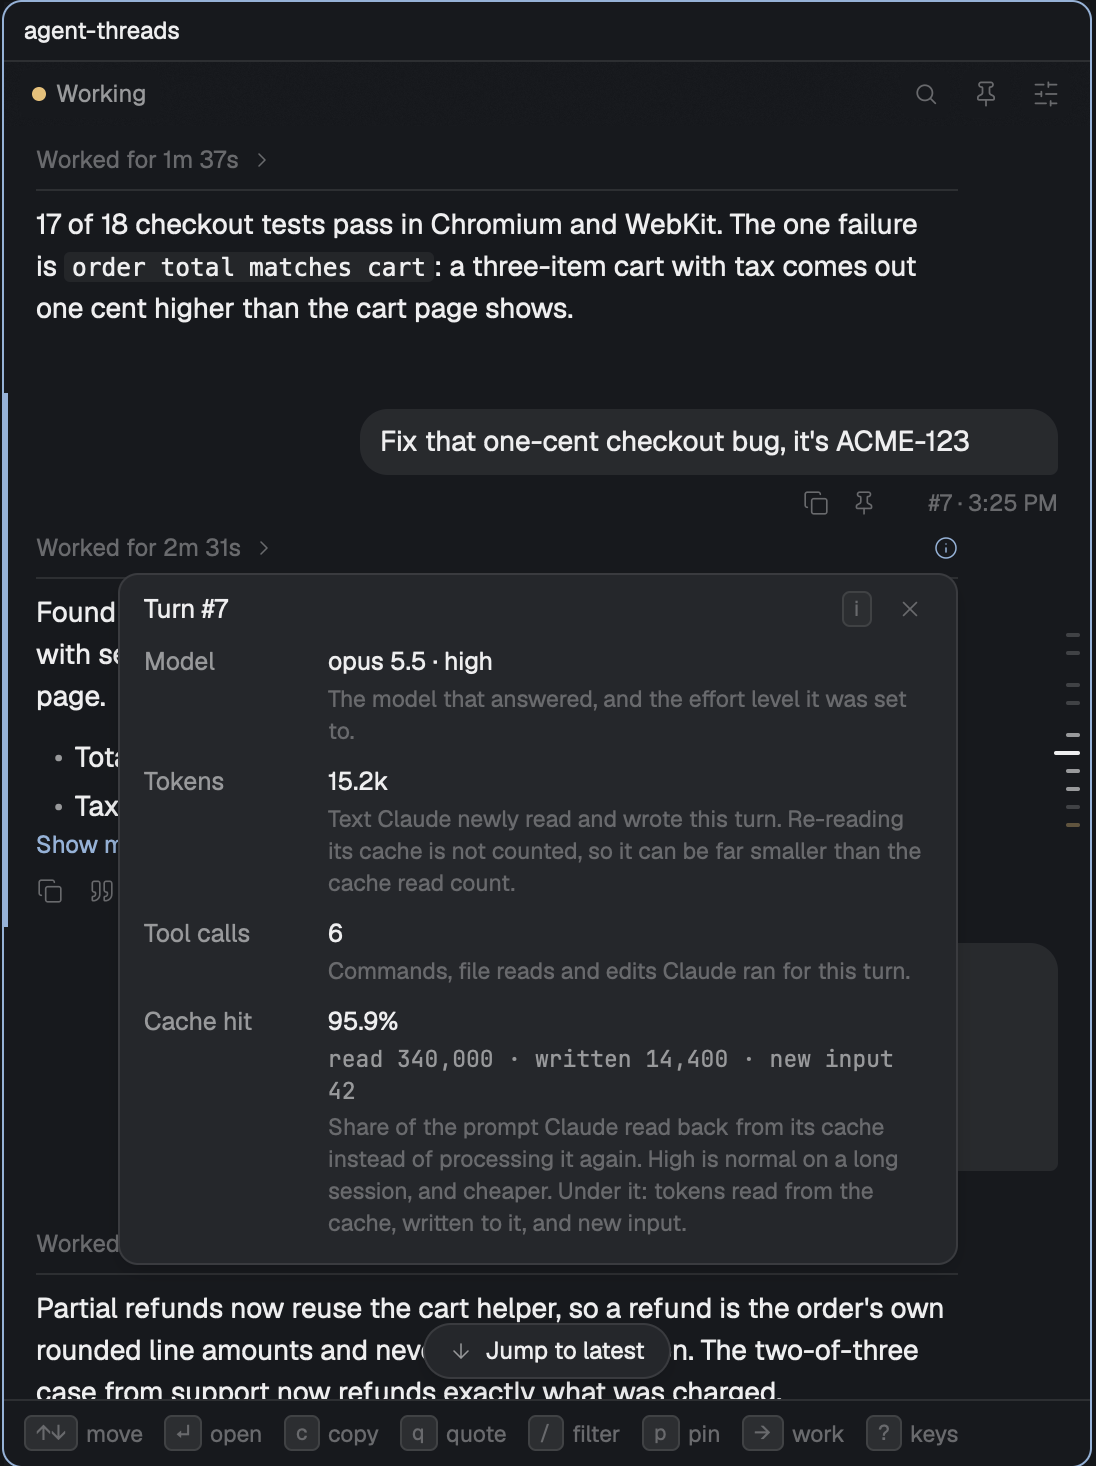 agent-threads
Working
Worked for 1m 37s
17 of 18 checkout tests pass in Chromium and WebKit. The one failure
is order total matches cart: a three-item cart with tax comes out
one cent higher than the cart page shows.
Fix that one-cent checkout bug, it's ACME-123
#7 · 3:25 PM
Worked for 2m 31s
Found
with se
page.
• Tota
• Tax
Show m
Turn #7
i
Model
opus 5.5 · high
The model that answered, and the effort level it was set
to.
Tokens
15.2k
Text Claude newly read and wrote this turn. Re-reading
its cache is not counted, so it can be far smaller than the
cache read count.
Tool calls
6
Commands, file reads and edits Claude ran for this turn.
Cache hit
95.9%
read 340,000 · written 14,400 · new input
42
Share of the prompt Claude read back from its cache
instead of processing it again. High is normal on a long
session, and cheaper. Under it: tokens read from the
cache, written to it, and new input.
Worked
Partial refunds now reuse the cart helper, so a refund is the order's own
rounded line amounts and nev n. The two-of-three
Jump to latest
case from support now refunds exactly what was charged.
↑↓ move ↵ open c copy q quote / filter p pin → work ? keys